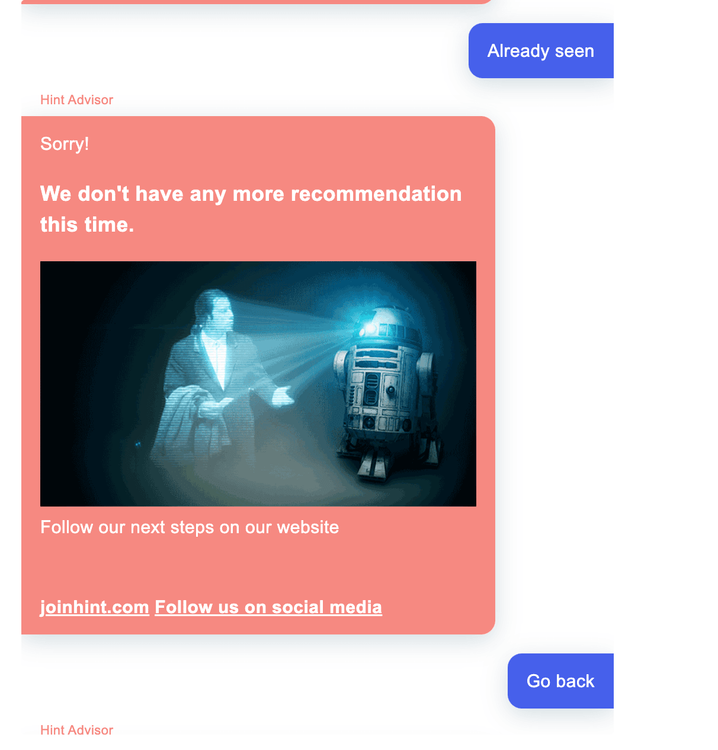 Already seen
Hint Advisor
Sorry!
We don't have any more recommendation
this time.
Follow our next steps on our website
joinhint.com Follow us on social media
Go back
Hint Advisor